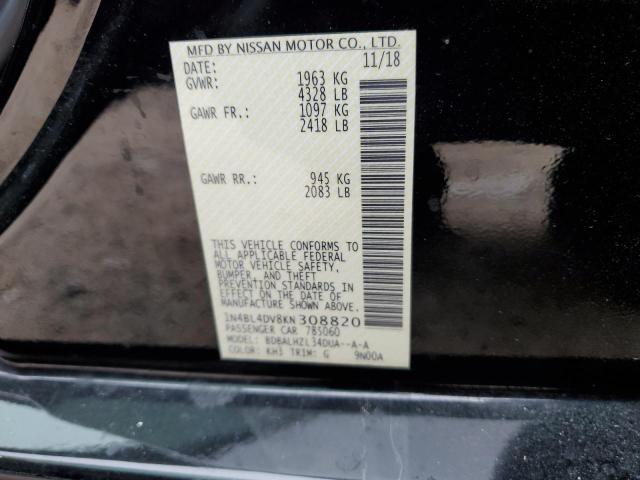 MFD BY NISSAN MOTOR CO., LTD.
DATE: 11/18
GVWR: 1963 KG
4328 LB
GAWR FR.: 1097 KG
2418 LB
GAWR RR.: 945 KG
2083 LB
THIS VEHICLE CONFORMS TO
ALL APPLICABLE FEDERAL
MOTOR VEHICLE SAFETY,
BUMPER, AND THEFT
PREVENTION STANDARDS IN
EFFECT ON THE DATE OF
MANUFACTURE SHOWN ABOVE.
1N4BL4DV8KN308820
PASSENGER CAR 785060
MODEL: BDBALHZL34DUA--A-A
COLOR: KH3 TRIM: G 9N00A